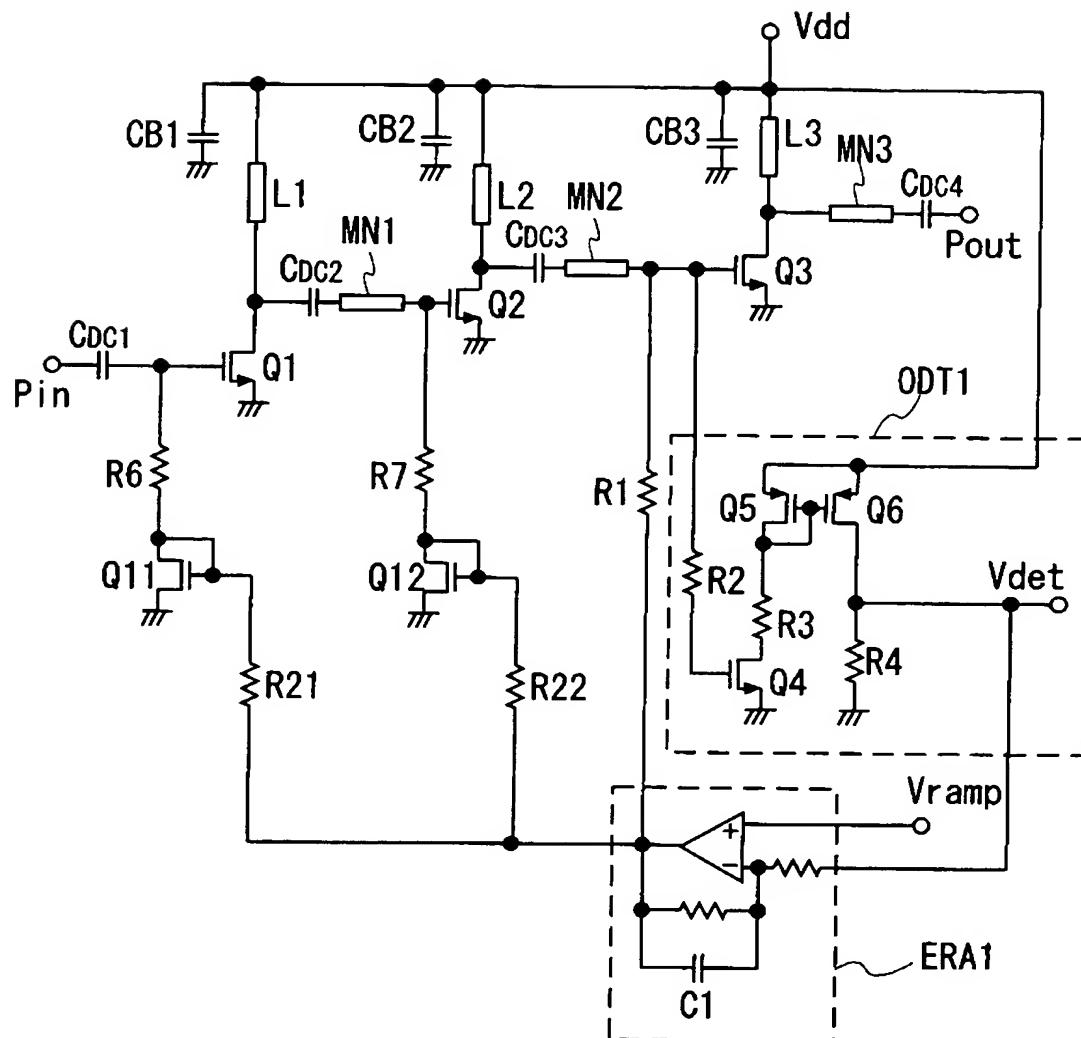 Vdd
CB1
CB2
CB3
L1
L2
L3
MN1
MN2
MN3
CDC1
CDC2
CDC3
CDC4
Pin
Pout
Q1
Q2
Q3
ODT1
R6
R7
R1
R2
Q5
Q6
Q11
Q12
R3
Vdet
Q4
R4
R21
R22
Vramp
+
−
C1
ERA1